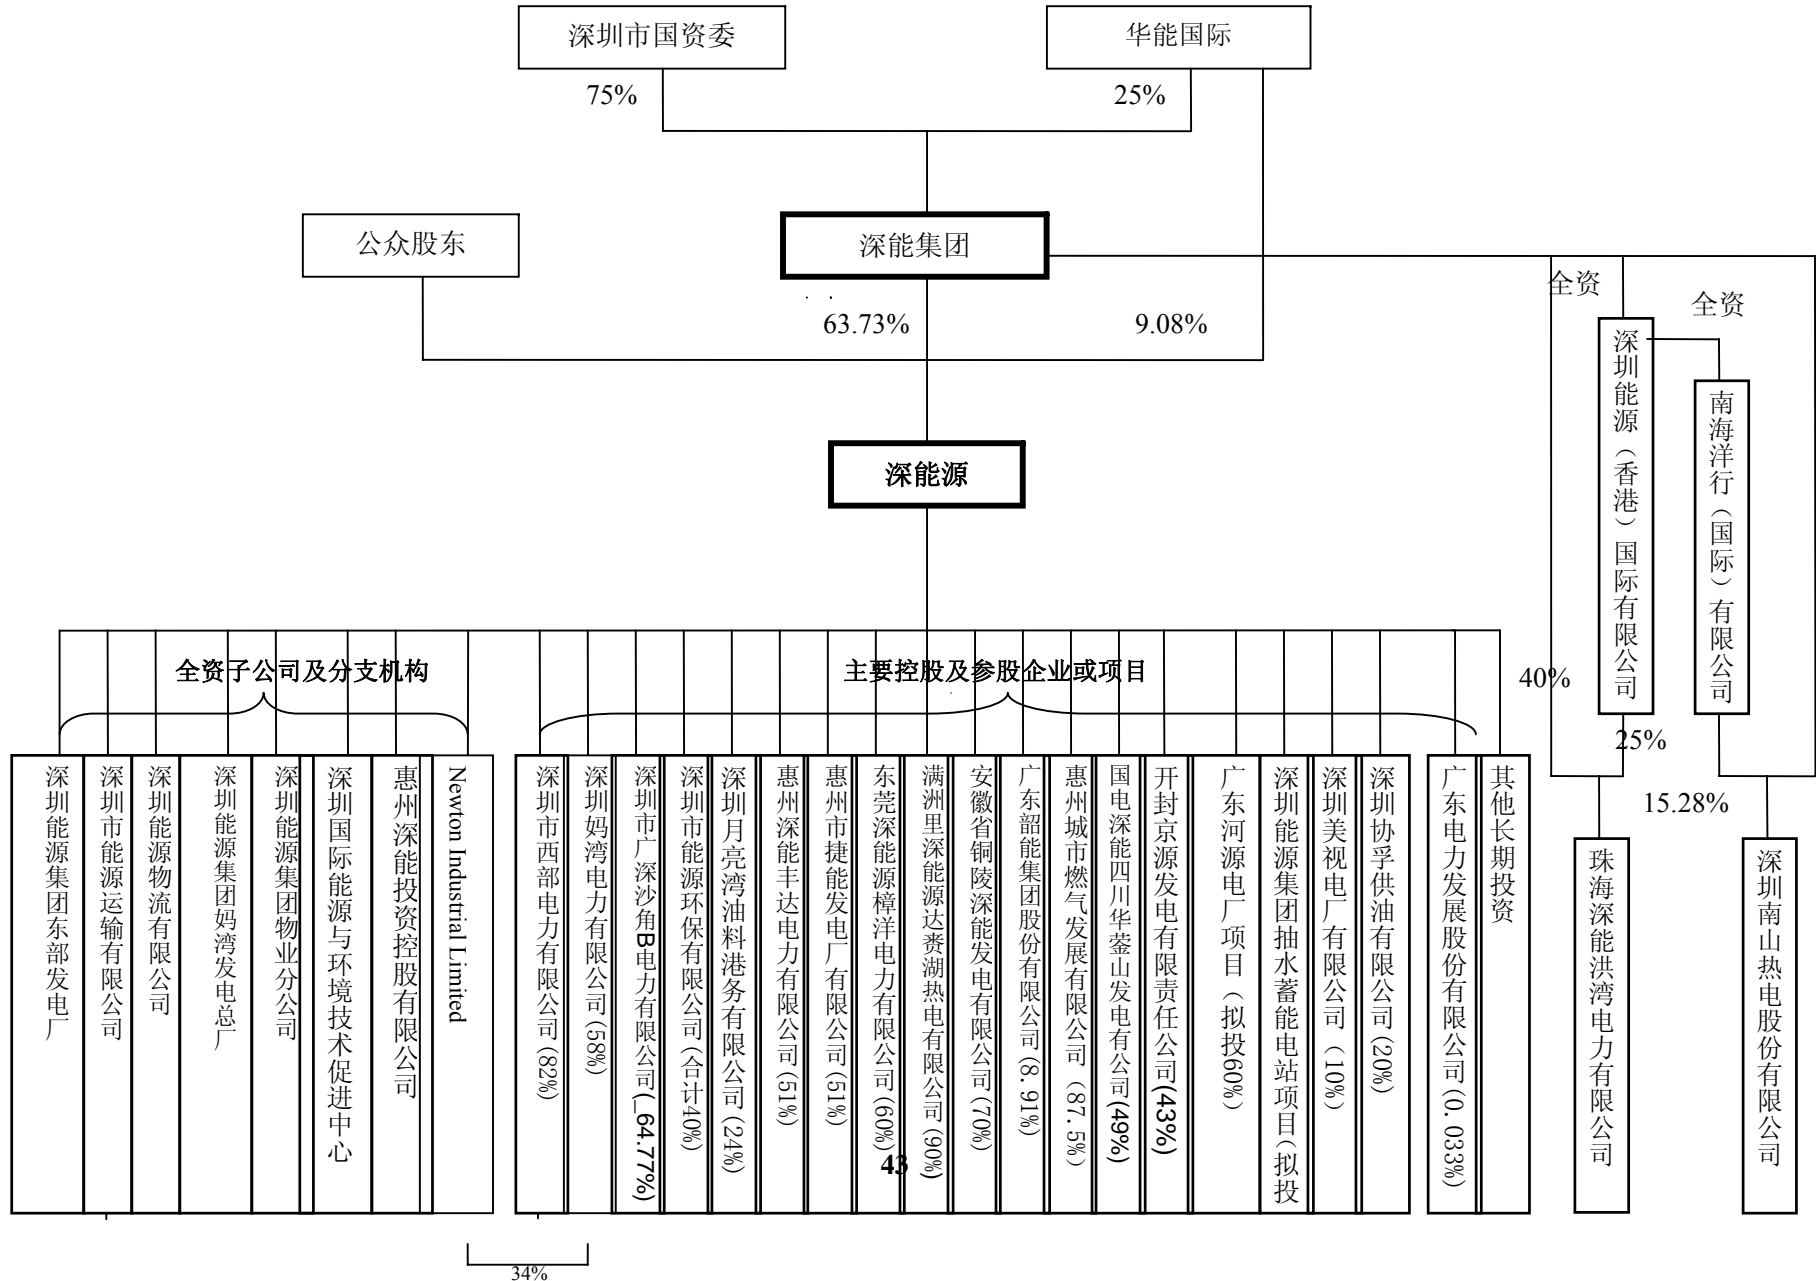 深圳市国资委
华能国际
75%
25%
公众股东
深能集团
全资
全资
63.73%
9.08%
深圳能源（香港）国际有限公司
南海洋行（国际）有限公司
深能源
全资子公司及分支机构
主要控股及参股企业或项目
40%
25%
15.28%
深圳能源集团东部发电厂
深圳市能源运输有限公司
深圳能源物流有限公司
深圳能源集团妈湾发电总厂
深圳能源集团物业分公司
深圳国际能源与环境技术促进中心
惠州深能投资控股有限公司
Newton Industrial Limited
深圳市西部电力有限公司(82%)
深圳妈湾电力有限公司(58%)
深圳市广深沙角B电力有限公司(_64.77%)
深圳市能源环保有限公司(合计40%)
深圳月亮湾油料港务有限公司(24%)
惠州深能丰达电力有限公司(51%)
惠州市捷能发电厂有限公司(51%)
东莞深能源樟洋电力有限公司(60%)
满洲里深能源达赉湖热电有限公司(90%)
安徽省铜陵深能发电有限公司(70%)
广东韶能集团股份有限公司(8.91%)
惠州城市燃气发展有限公司（87.5%）
国电深能四川华蓥山发电有公司(49%)
开封京源发电有限责任公司(43%)
广东河源电厂项目（拟投60%）
深圳能源集团抽水蓄能电站项目(拟投
深圳美视电厂有限公司（10%）
深圳协孚供油有限公司(20%)
广东电力发展股份有限公司(0.033%)
其他长期投资
珠海深能洪湾电力有限公司
深圳南山热电股份有限公司
43
34%